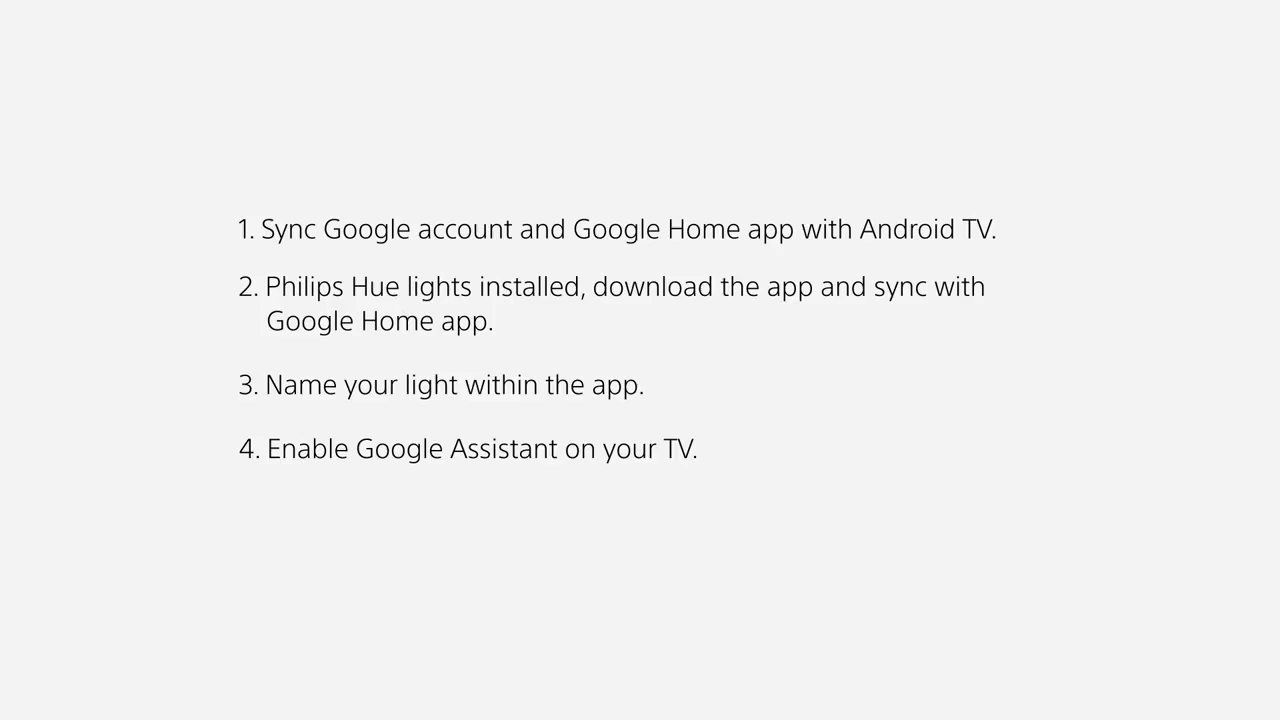 1. Sync Google account and Google Home app with Android TV.
2. Philips Hue lights installed, download the app and sync with
Google Home app.
3. Name your light within the app.
4. Enable Google Assistant on your TV.